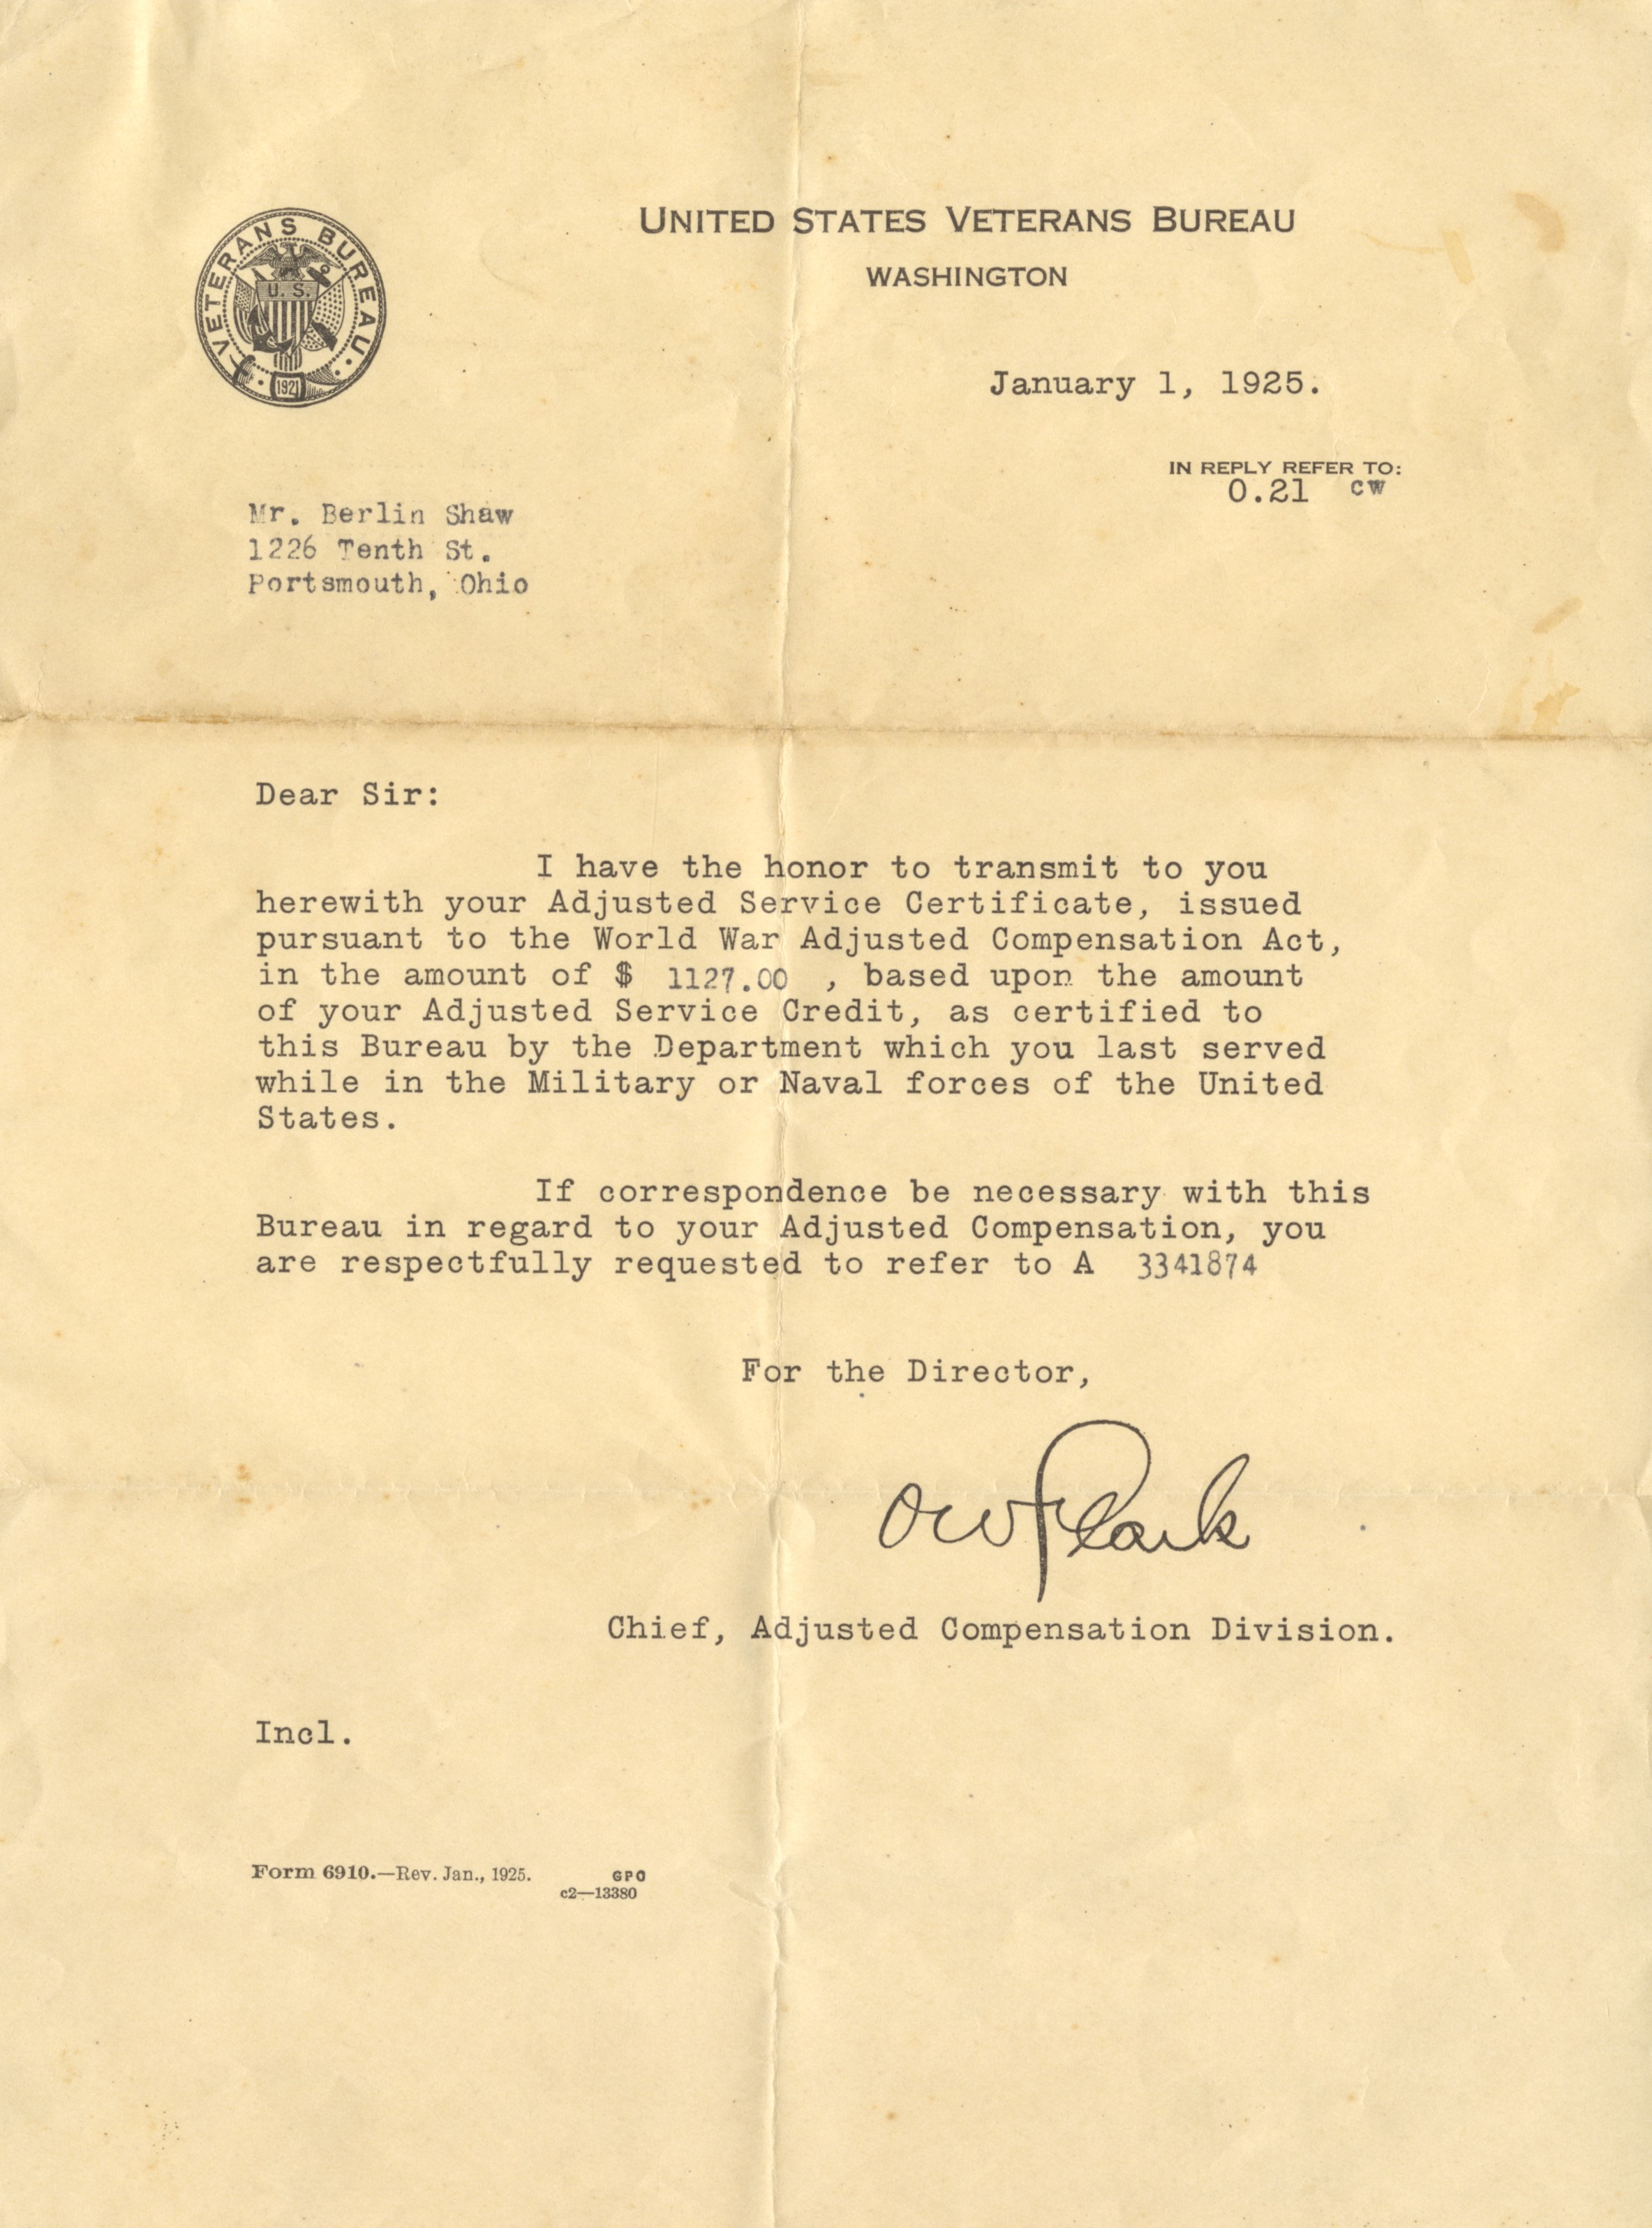 UNITED STATES VETERANS BUREAU
WASHINGTON
VETERANS BUREAU
U. S.
1921
January 1, 1925.
IN REPLY REFER TO:
0.21 CW
Mr. Berlin Shaw
1226 Tenth St.
Portsmouth, Ohio
Dear Sir:
I have the honor to transmit to you
herewith your Adjusted Service Certificate, issued
pursuant to the World War Adjusted Compensation Act,
in the amount of $ 1127.00 , based upon the amount
of your Adjusted Service Credit, as certified to
this Bureau by the Department which you last served
while in the Military or Naval forces of the United
States.
If correspondence be necessary with this
Bureau in regard to your Adjusted Compensation, you
are respectfully requested to refer to A 3341874
For the Director,
OW Clark
Chief, Adjusted Compensation Division.
Incl.
Form 6910.—Rev. Jan., 1925. GPO
c2—13380